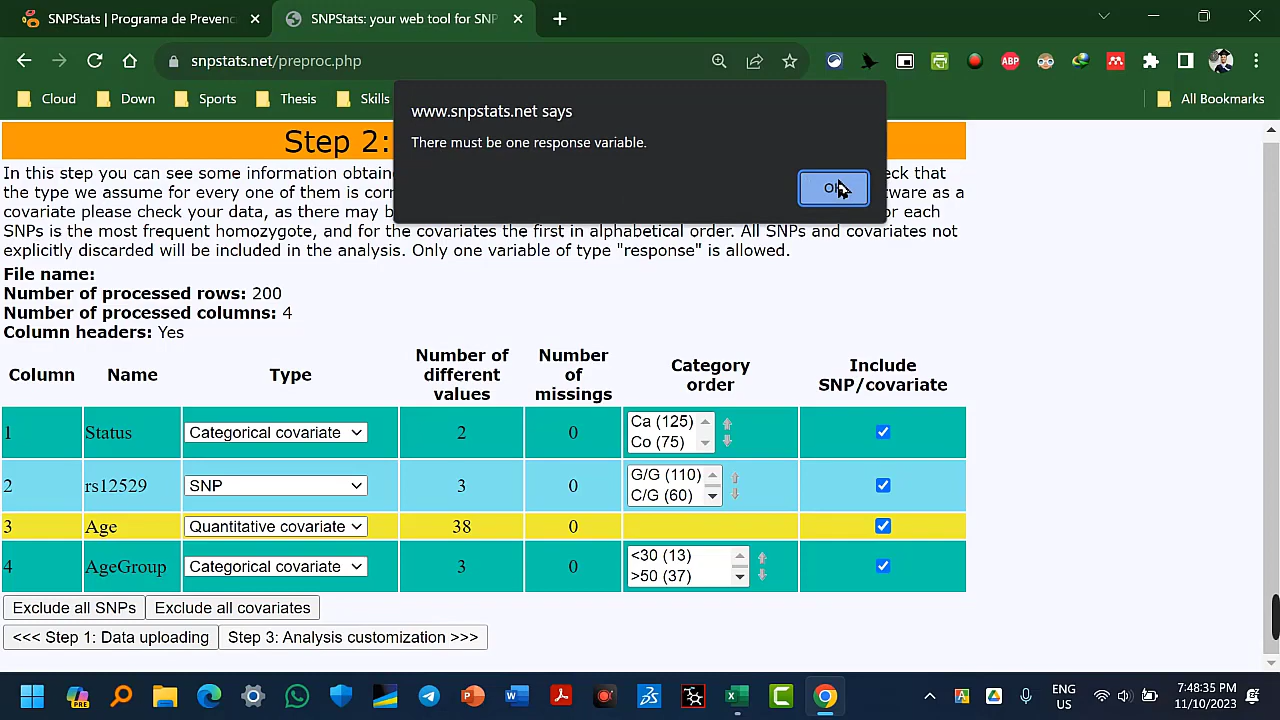 SNPStats | Programa de Prevenc
SNPStats: your web tool for SNP
snpstats.net/preproc.php
ABP
Cloud
Down
Sports
Thesis
Skills
All Bookmarks
www.snpstats.net says
There must be one response variable.
OK
Step 2:
In this step you can see some information obtain
eck that
the type we assume for every one of them is corr
tware as a
covariate please check your data, as there may b
or each
SNPs is the most frequent homozygote, and for the covariates the first in alphabetical order. All SNPs and covariates not
explicitly discarded will be included in the analysis. Only one variable of type "response" is allowed.
File name:
Number of processed rows: 200
Number of processed columns: 4
Column headers: Yes
Column Name Type Number of different values Number of missings Category order Include SNP/covariate
1 Status Categorical covariate 2 0 Ca (125)
Co (75)
2 rs12529 SNP 3 0 G/G (110)
C/G (60)
3 Age Quantitative covariate 38 0
4 AgeGroup Categorical covariate 3 0 <30 (13)
>50 (37)
Exclude all SNPs Exclude all covariates
<<< Step 1: Data uploading Step 3: Analysis customization >>>
PRE
ENG
US
7:48:35 PM
11/10/2023